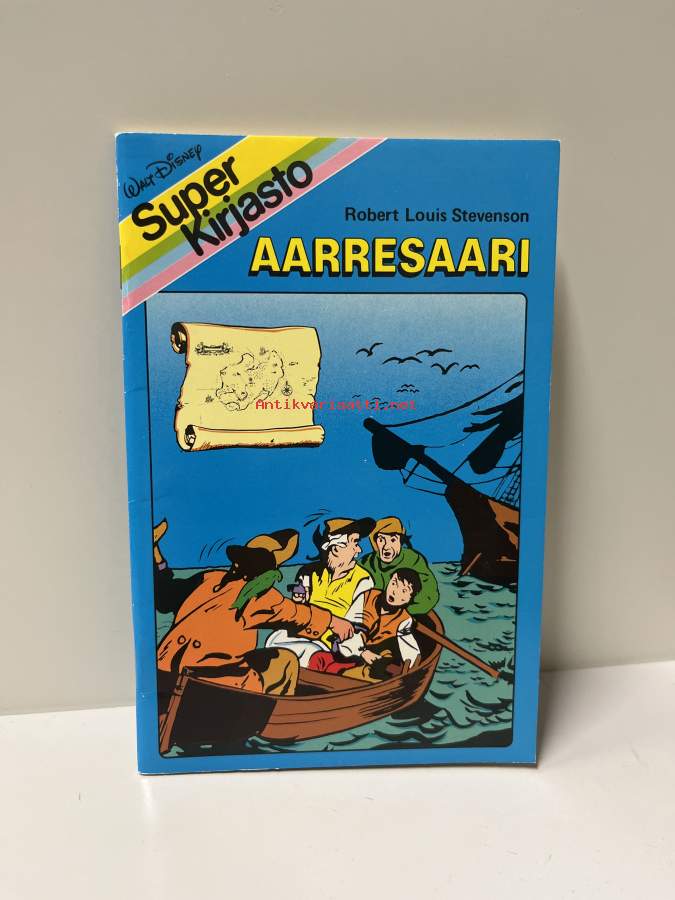 WALT DISNEY
Super
Kirjasto
Robert Louis Stevenson
AARRESAARI
Antikvariaatti.net